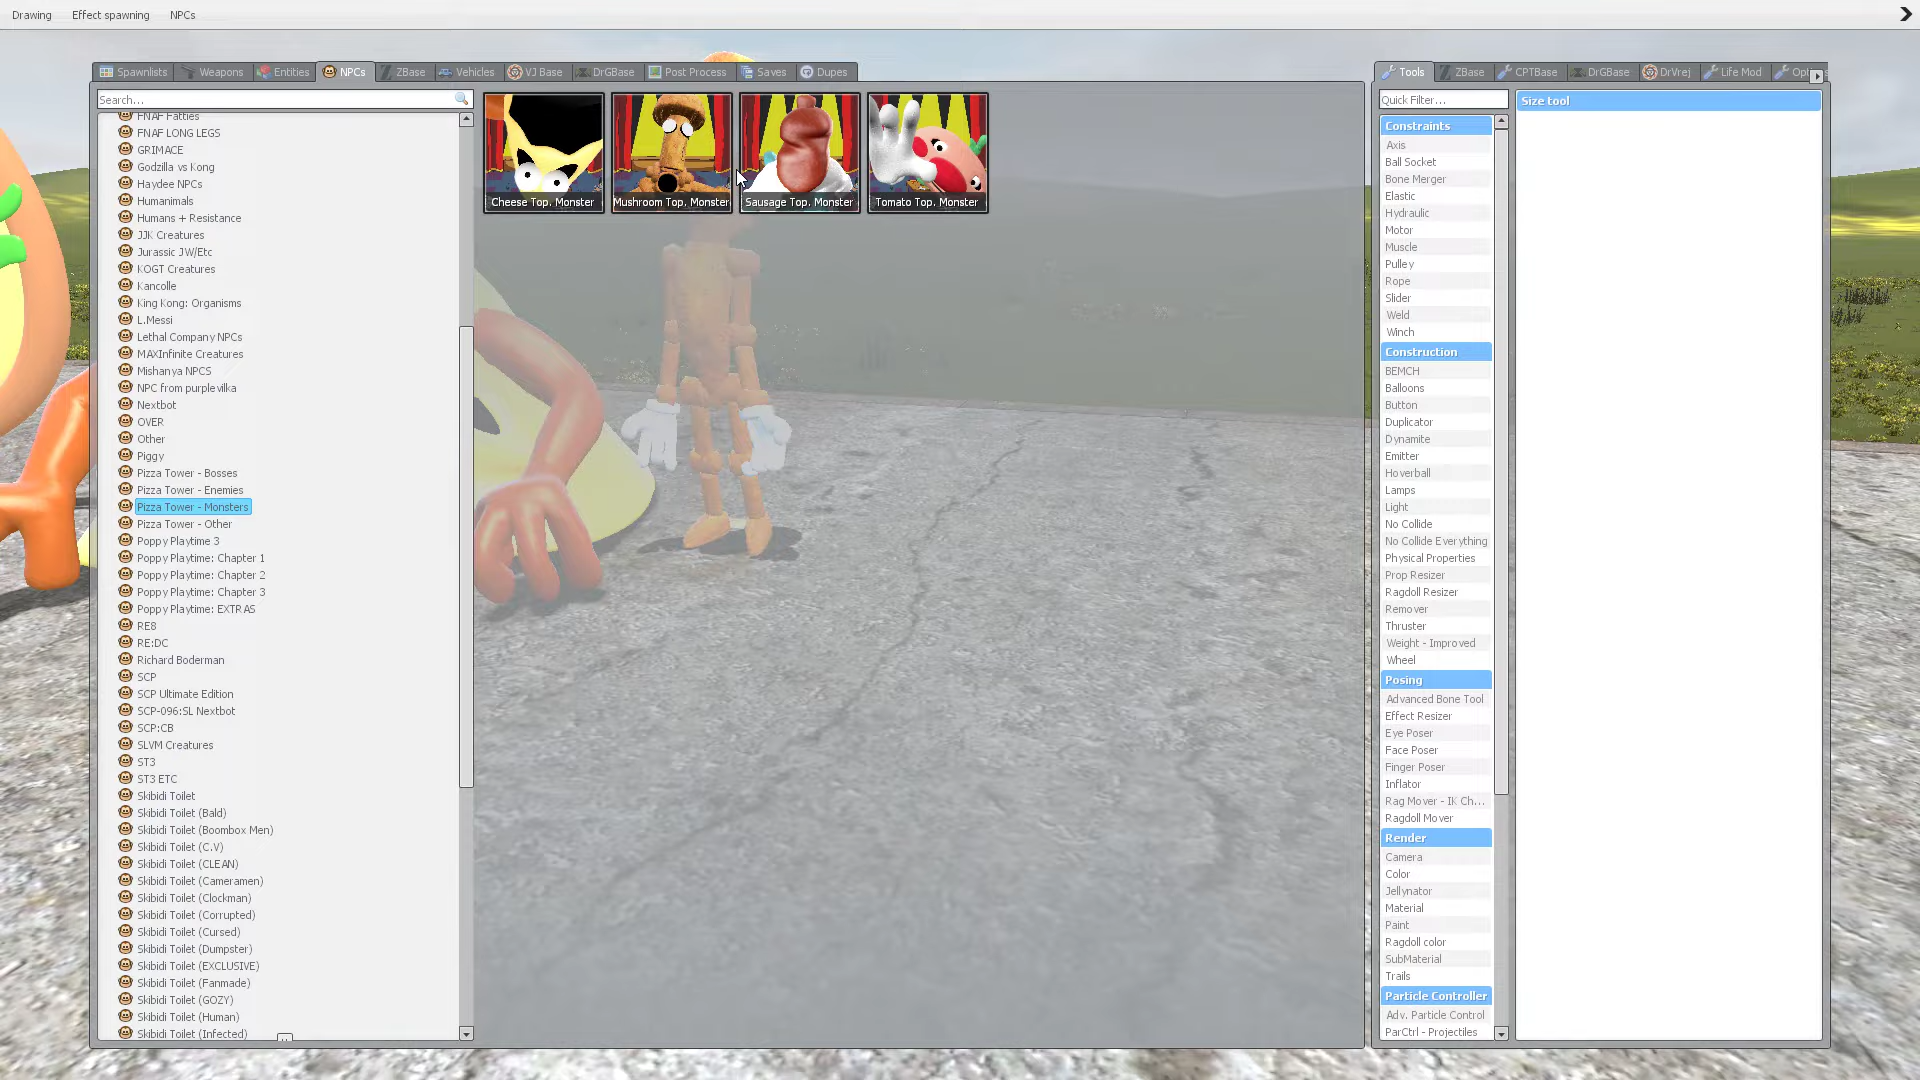 Drawing Effect spawning NPCs
Spawnlists Weapons Entities NPCs ZBase Vehicles VJ Base DrGBase Post Process Saves Dupes
Search...
FNAF Fatties
FNAF LONG LEGS
GRIMACE
Godzilla vs Kong
Haydee NPCs
Humanimals
Humans + Resistance
JJK Creatures
Jurassic JW/Etc
KOGT Creatures
Kancolle
King Kong: Organisms
L.Messi
Lethal Company NPCs
MAXInfinite Creatures
Mishanya NPCS
NPC from purplevilka
Nextbot
OVER
Other
Piggy
Pizza Tower - Bosses
Pizza Tower - Enemies
Pizza Tower - Monsters
Pizza Tower - Other
Poppy Playtime 3
Poppy Playtime: Chapter 1
Poppy Playtime: Chapter 2
Poppy Playtime: Chapter 3
Poppy Playtime: EXTRAS
RE8
RE:DC
Richard Boderman
SCP
SCP Ultimate Edition
SCP-096:SL Nextbot
SCP:CB
SLVM Creatures
ST3
ST3 ETC
Skibidi Toilet
Skibidi Toilet (Bald)
Skibidi Toilet (Boombox Men)
Skibidi Toilet (C.V)
Skibidi Toilet (CLEAN)
Skibidi Toilet (Cameramen)
Skibidi Toilet (Clockman)
Skibidi Toilet (Corrupted)
Skibidi Toilet (Cursed)
Skibidi Toilet (Dumpster)
Skibidi Toilet (EXCLUSIVE)
Skibidi Toilet (Fanmade)
Skibidi Toilet (GOZY)
Skibidi Toilet (Human)
Skibidi Toilet (Infected)
Cheese Top. Monster
Mushroom Top. Monster
Sausage Top. Monster
Tomato Top. Monster
Tools ZBase CPTBase DrGBase DrVrej Life Mod
Quick Filter...
Constraints
Axis
Ball Socket
Bone Merger
Elastic
Hydraulic
Motor
Muscle
Pulley
Rope
Slider
Weld
Winch
Construction
BEMCH
Balloons
Button
Duplicator
Dynamite
Emitter
Hoverball
Lamps
Light
No Collide
No Collide Everything
Physical Properties
Prop Resizer
Ragdoll Resizer
Remover
Thruster
Weight - Improved
Wheel
Posing
Advanced Bone Tool
Effect Resizer
Eye Poser
Face Poser
Finger Poser
Inflator
Rag Mover - IK Ch...
Ragdoll Mover
Render
Camera
Color
Jellynator
Material
Paint
Ragdoll color
SubMaterial
Trails
Particle Controller
Adv. Particle Control
ParCtrl - Projectiles
Size tool